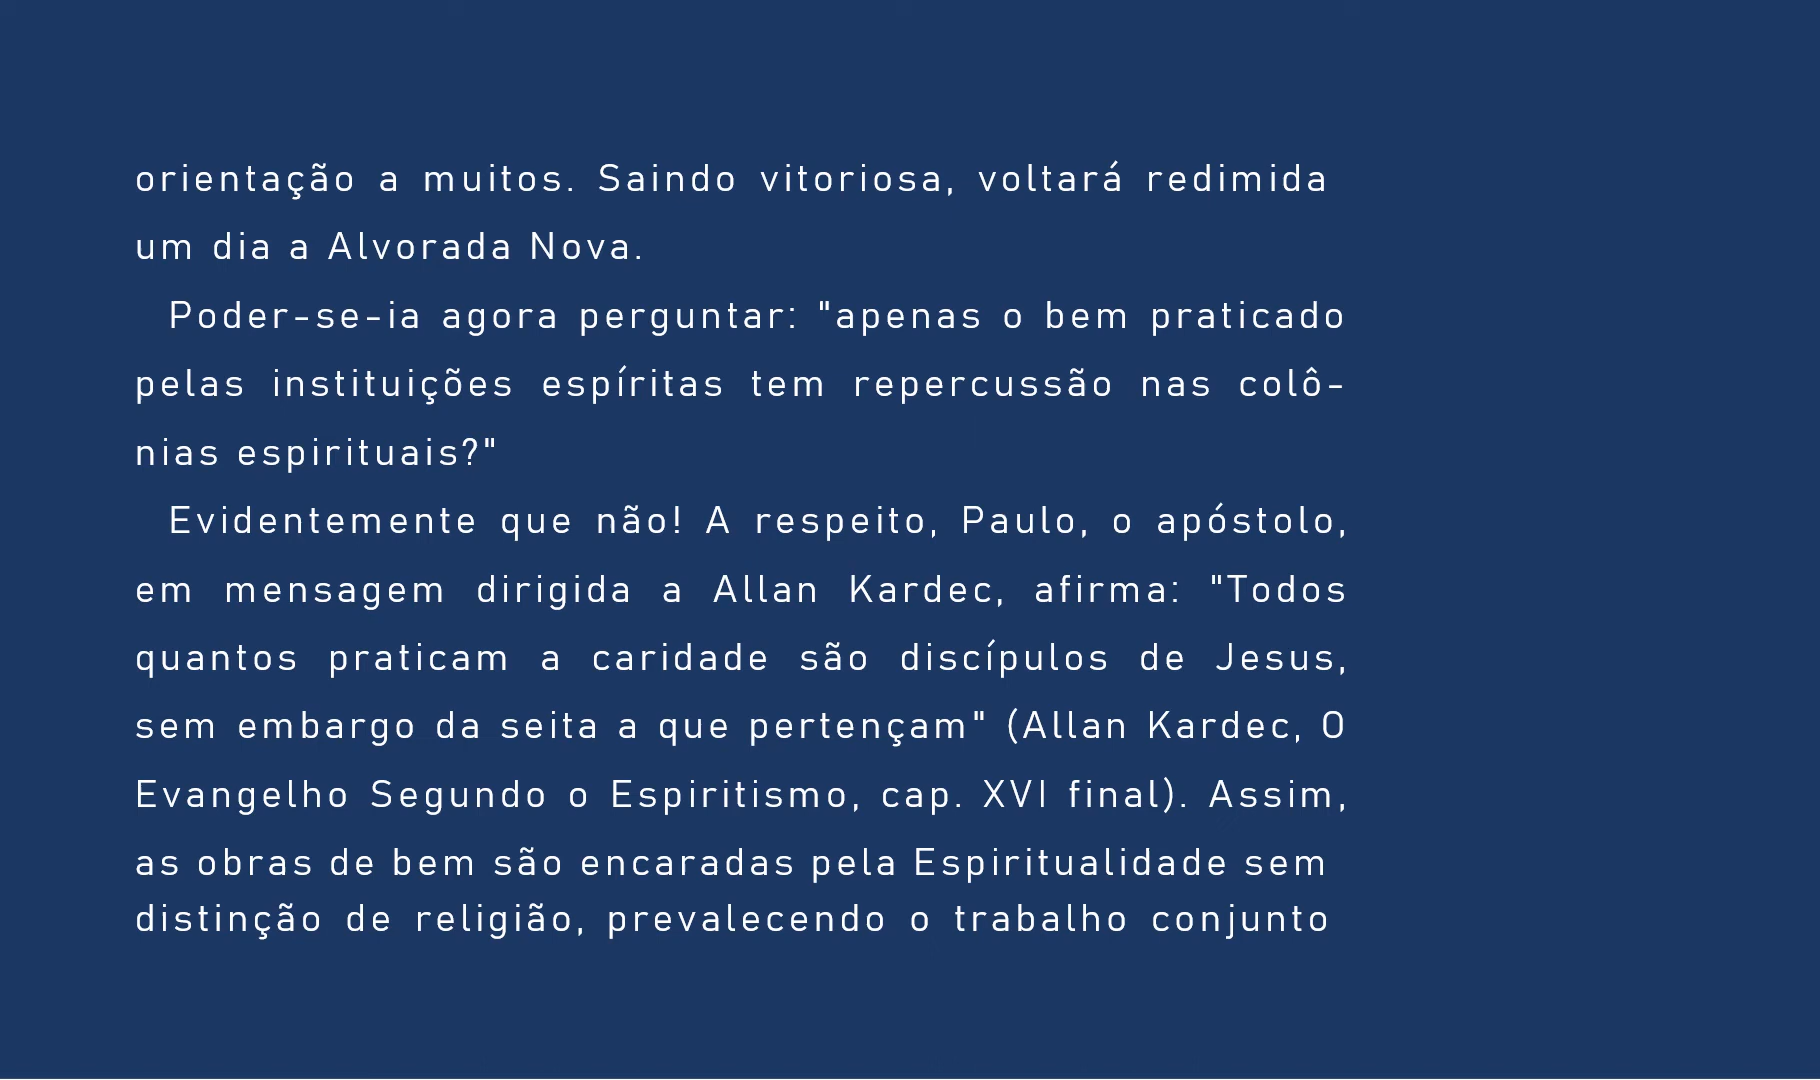 orientação a muitos. Saindo vitoriosa, voltará redimida
um dia a Alvorada Nova.
Poder-se-ia agora perguntar: "apenas o bem praticado
pelas instituições espíritas tem repercussão nas colô-
nias espirituais?"
Evidentemente que não! A respeito, Paulo, o apóstolo,
em mensagem dirigida a Allan Kardec, afirma: "Todos
quantos praticam a caridade são discípulos de Jesus,
sem embargo da seita a que pertençam" (Allan Kardec, O
Evangelho Segundo o Espiritismo, cap. XVI final). Assim,
as obras de bem são encaradas pela Espiritualidade sem
distinção de religião, prevalecendo o trabalho conjunto